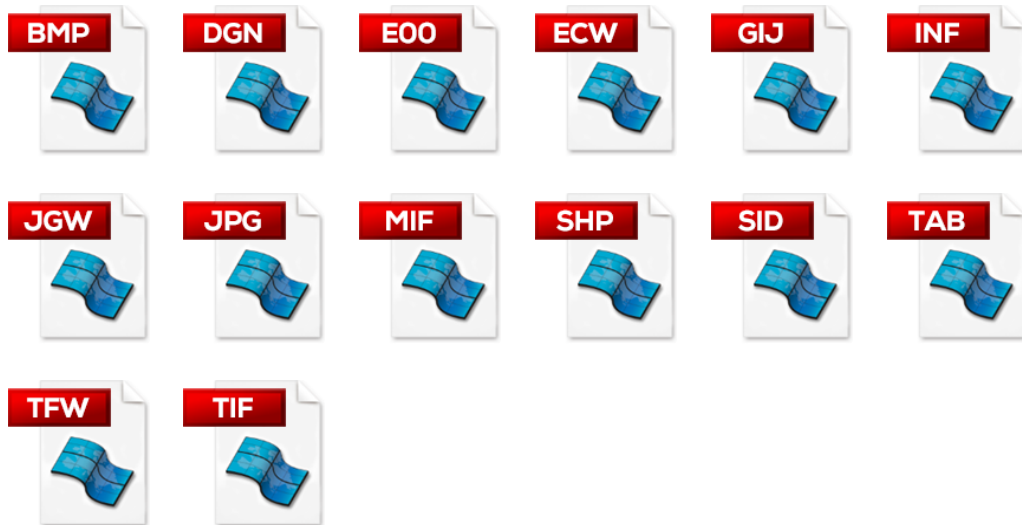 BMP DGN E00 ECW GIJ INF
JGW JPG MIF SHP SID TAB
TFW TIF